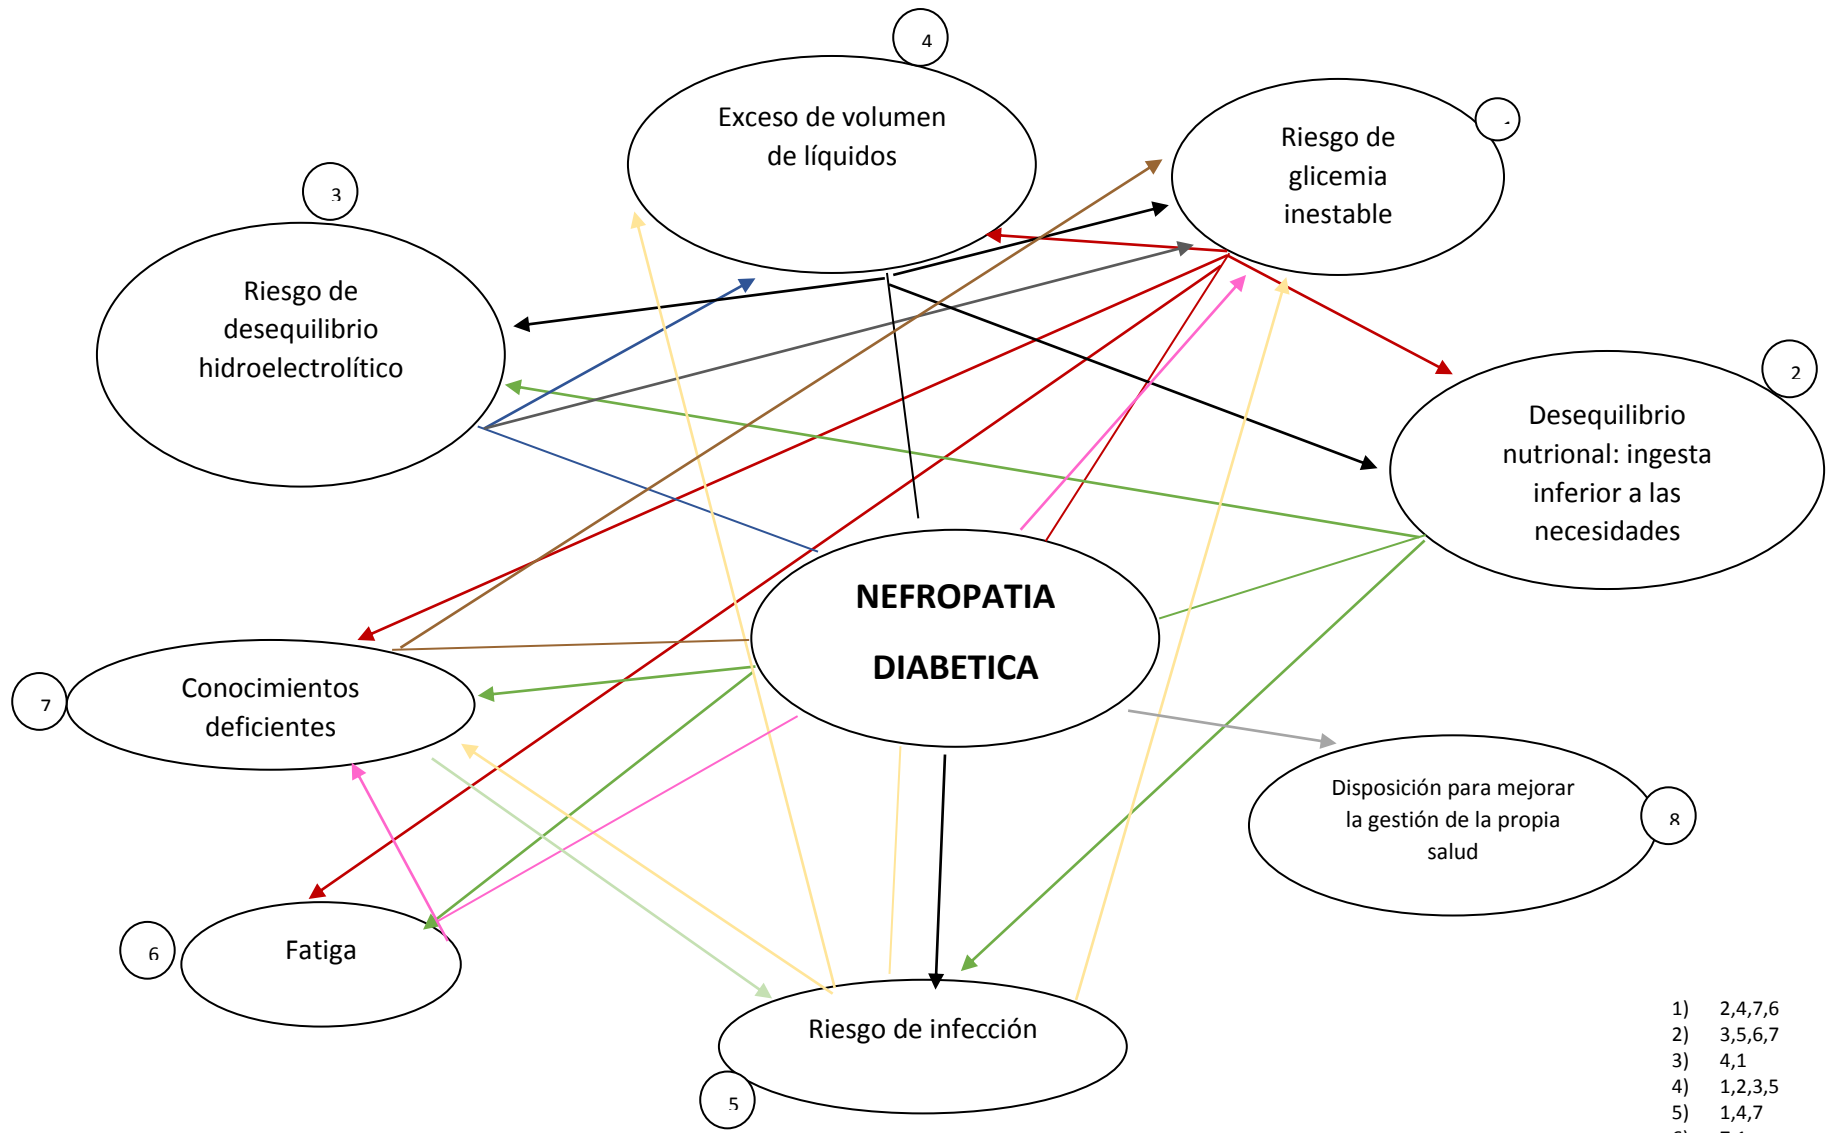 4
Exceso de volumen
de líquidos
Riesgo de
glicemia
inestable
3
Riesgo de
desequilibrio
hidroelectrolítico
2
Desequilibrio
nutrional: ingesta
inferior a las
necesidades
NEFROPATIA
DIABETICA
7
Conocimientos
deficientes
Disposición para mejorar
la gestión de la propia
salud
8
6
Fatiga
Riesgo de infección
5
1) 2,4,7,6
2) 3,5,6,7
3) 4,1
4) 1,2,3,5
5) 1,4,7